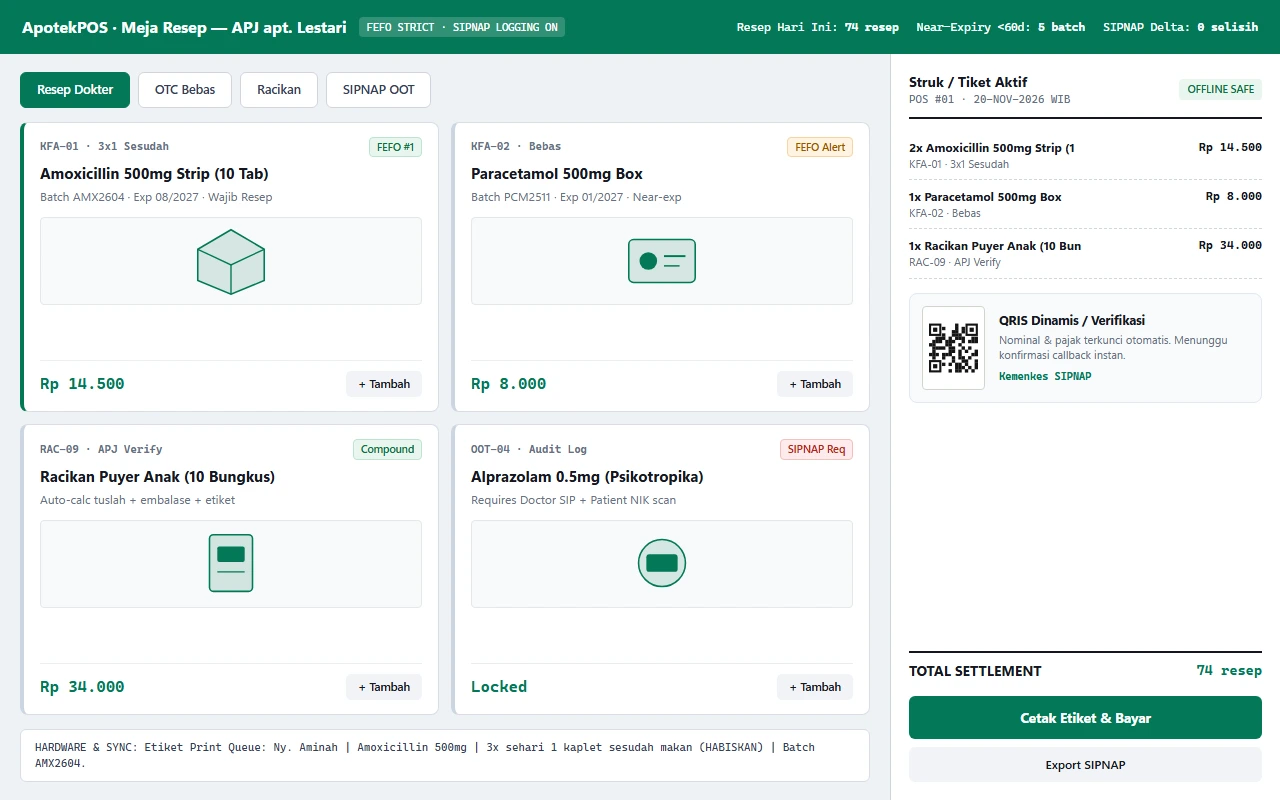 ApotekPOS · Meja Resep — APJ apt. Lestari
FEFO STRICT · SIPNAP LOGGING ON
Resep Hari Ini: 74 resep
Near-Expiry <60d: 5 batch
SIPNAP Delta: 0 selisih
Resep Dokter
OTC Bebas
Racikan
SIPNAP OOT
KFA-01 · 3x1 Sesudah
FEFO #1
Amoxicillin 500mg Strip (10 Tab)
Batch AMX2604 · Exp 08/2027 · Wajib Resep
Rp 14.500
+ Tambah
KFA-02 · Bebas
FEFO Alert
Paracetamol 500mg Box
Batch PCM2511 · Exp 01/2027 · Near-exp
Rp 8.000
+ Tambah
RAC-09 · APJ Verify
Compound
Racikan Puyer Anak (10 Bungkus)
Auto-calc tuslah + embalase + etiket
Rp 34.000
+ Tambah
OOT-04 · Audit Log
SIPNAP Req
Alprazolam 0.5mg (Psikotropika)
Requires Doctor SIP + Patient NIK scan
Locked
+ Tambah
HARDWARE & SYNC: Etiket Print Queue: Ny. Aminah | Amoxicillin 500mg | 3x sehari 1 kaplet sesudah makan (HABISKAN) | Batch
AMX2604.
Struk / Tiket Aktif
POS #01 · 20-NOV-2026 WIB
OFFLINE SAFE
2x Amoxicillin 500mg Strip (1
Rp 14.500
KFA-01 · 3x1 Sesudah
1x Paracetamol 500mg Box
Rp 8.000
KFA-02 · Bebas
1x Racikan Puyer Anak (10 Bun
Rp 34.000
RAC-09 · APJ Verify
QRIS Dinamis / Verifikasi
Nominal & pajak terkunci otomatis. Menunggu
konfirmasi callback instan.
Kemenkes SIPNAP
TOTAL SETTLEMENT
74 resep
Cetak Etiket & Bayar
Export SIPNAP